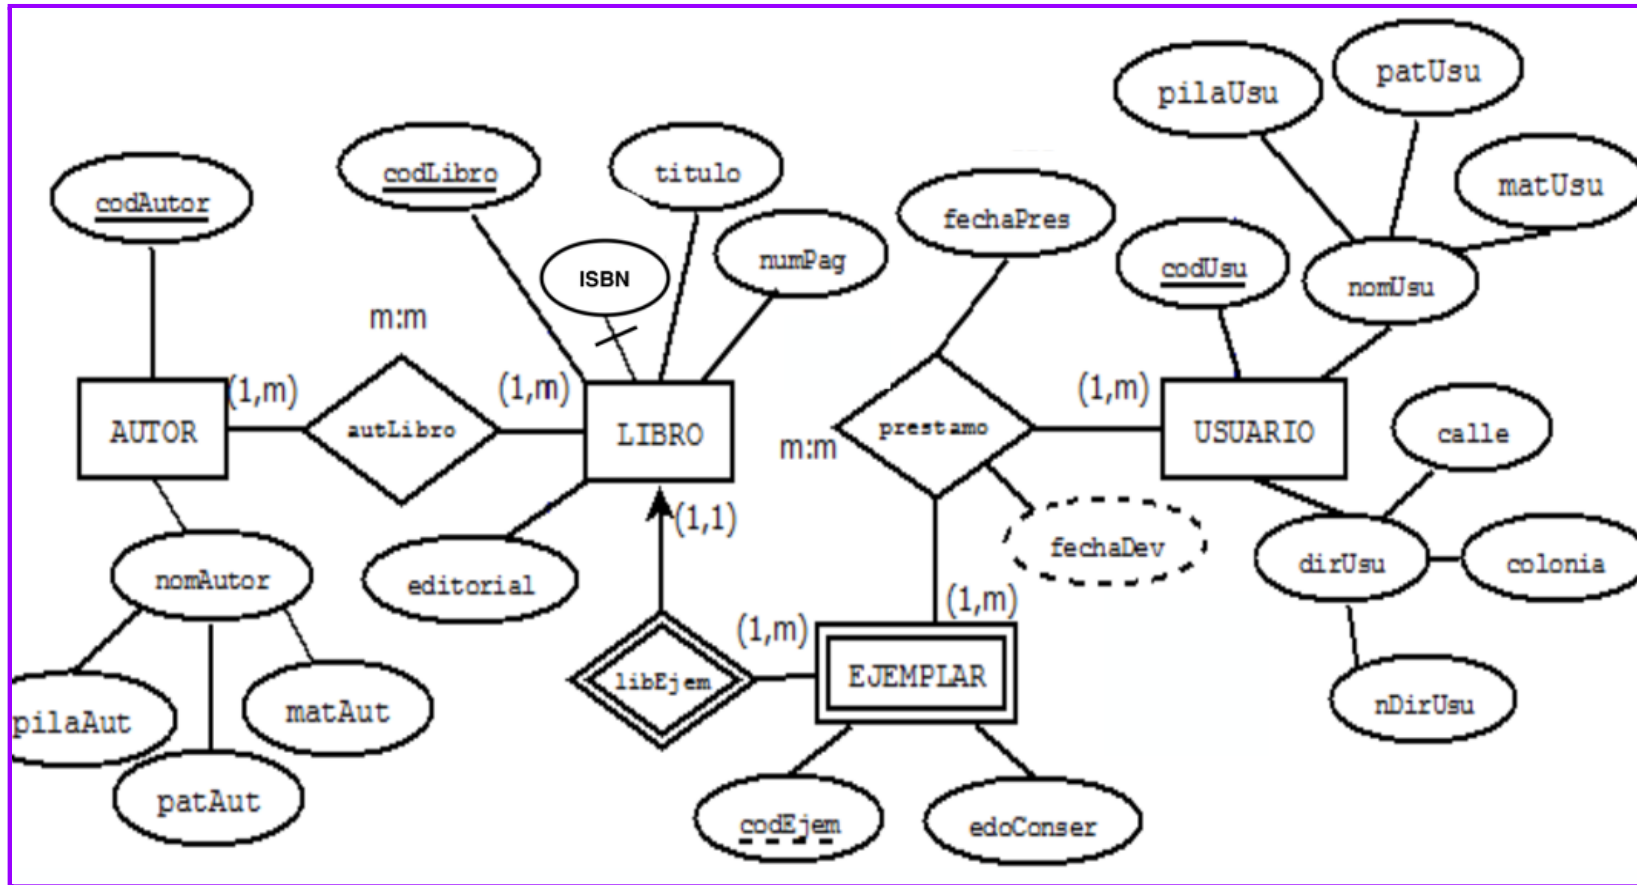 pilaUsu
patUsu
matUsu
codLibro
titulo
codAutor
fechaPres
codUsu
nomUsu
numPag
ISBN
m:m
(1,m)
(1,m)
(1,m)
AUTOR
autLibro
LIBRO
prestamo
USUARIO
calle
m:m
(1,1)
fechaDev
dirUsu
colonia
nomAutor
editorial
(1,m)
(1,m)
libEjem
EJEMPLAR
nDirUsu
pilaAut
matAut
patAut
codEjem
edoConser